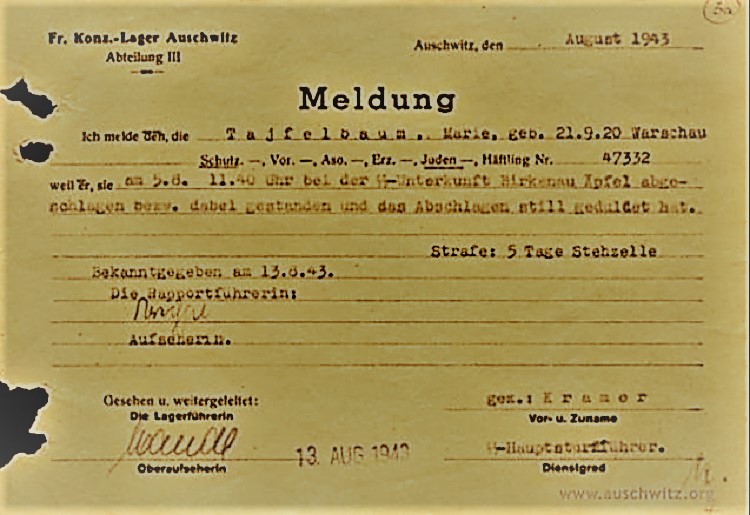 (5a)
Fr. Konz.-Lager Auschwitz
Abteilung III
Auschwitz, den August 1943
Meldung
Ich melde den, die Tajfelbaum, Marie, geb. 21.9.20 Warschau
Schutz. —, Vor. —, Aso. —, Erz. —, Juden —, Häftling Nr. 47332
weil er, sie am 5.8. 11.40 Uhr bei der SS-Unterkunft Birkenau Äpfel abge-
schlagen bezw. dabei gestanden und das Abschlagen still geduldet hat.
Strafe: 5 Tage Stehzelle
Bekanntgegeben am 13.8.43.
Die Rapportführerin:
Aufseherin.
Gesehen u. weitergeleitet:
Die Lagerführerin
gez.: Kramer
Vor- u. Zuname
Mandl
13. AUG 1943
SS-Hauptsturmführer.
Oberaufseherin
Dienstgrad
www.auschwitz.org